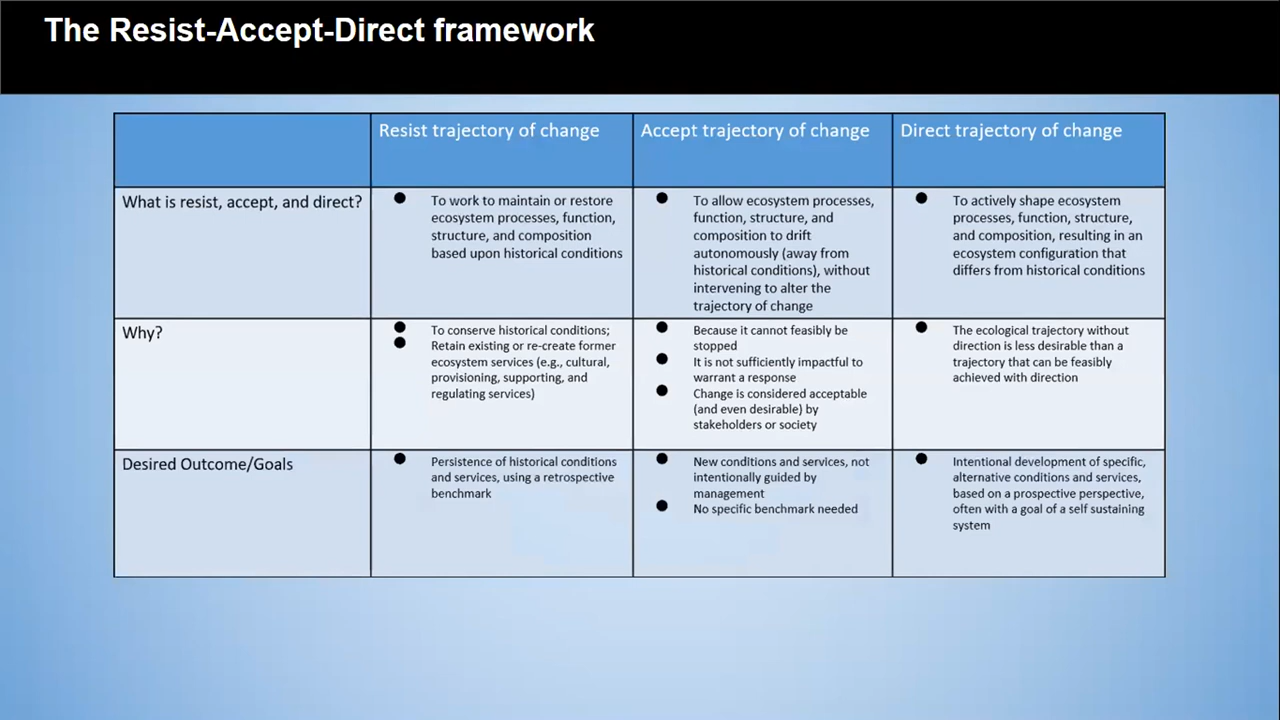 The Resist-Accept-Direct framework
Resist trajectory of change
Accept trajectory of change
Direct trajectory of change
What is resist, accept, and direct?
To work to maintain or restore
ecosystem processes, function,
structure, and composition
based upon historical conditions
To allow ecosystem processes,
function, structure, and
composition to drift
autonomously (away from
historical conditions), without
intervening to alter the
trajectory of change
To actively shape ecosystem
processes, function, structure,
and composition, resulting in an
ecosystem configuration that
differs from historical conditions
Why?
To conserve historical conditions;
Retain existing or re-create former
ecosystem services (e.g., cultural,
provisioning, supporting, and
regulating services)
Because it cannot feasibly be
stopped
It is not sufficiently impactful to
warrant a response
Change is considered acceptable
(and even desirable) by
stakeholders or society
The ecological trajectory without
direction is less desirable than a
trajectory that can be feasibly
achieved with direction
Desired Outcome/Goals
Persistence of historical conditions
and services, using a retrospective
benchmark
New conditions and services, not
intentionally guided by
management
No specific benchmark needed
Intentional development of specific,
alternative conditions and services,
based on a prospective perspective,
often with a goal of a self sustaining
system